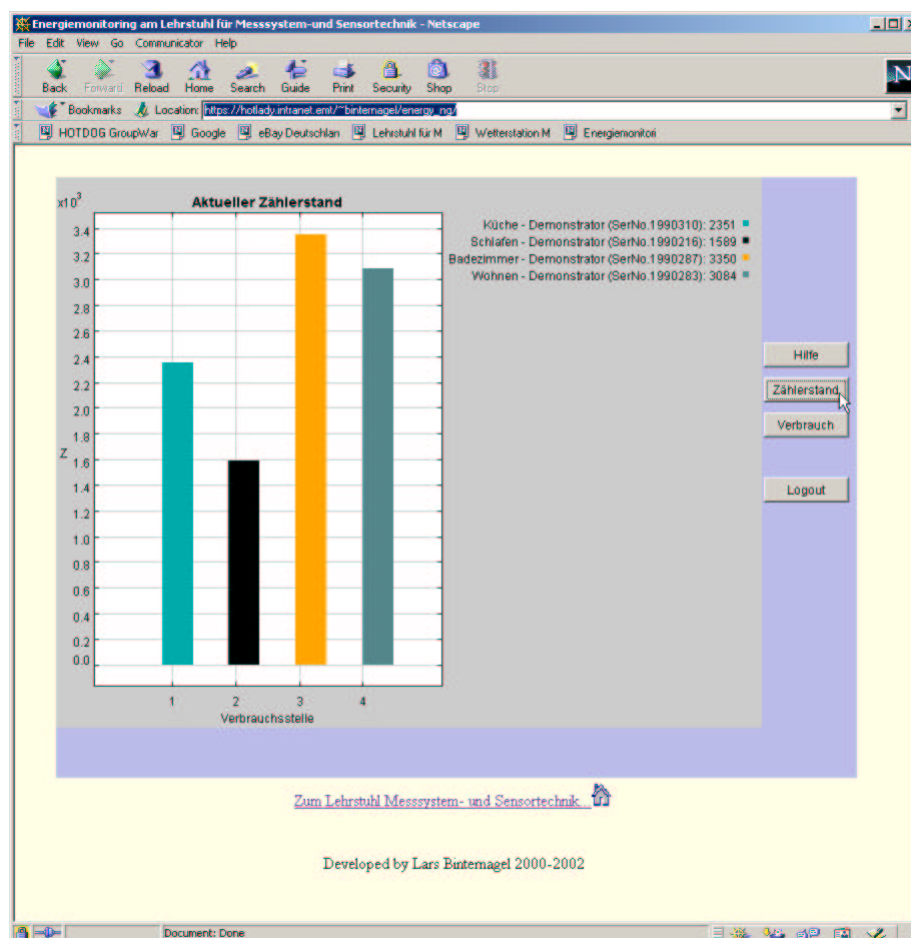 Energiemonitoring am Lehrstuhl für Messsystem-und Sensortechnik - Netscape
File Edit View Go Communicator Help
Back Forward Reload Home Search Guide Print Security Shop Stop
Bookmarks Location: https://hotlady.intranet.emt/~binternagel/energy_ng/
HOTDOG GroupWar Google eBay Deutschlan Lehrstuhl für M Wetterstation M Energiemonitori
x10³ Aktueller Zählerstand
Küche - Demonstrator (SerNo.1990310): 2351
Schlafen - Demonstrator (SerNo.1990216): 1589
Badezimmer - Demonstrator (SerNo.1990287): 3350
Wohnen - Demonstrator (SerNo.1990283): 3084
3.4
3.2
3.0
2.8
2.6
2.4
2.2
2.0
1.8
Z
1.6
1.4
1.2
1.0
0.8
0.6
0.4
0.2
0.0
1 2 3 4
Verbrauchsstelle
Hilfe
Zählerstand
Verbrauch
Logout
Zum Lehrstuhl Messsystem- und Sensortechnik...
Developed by Lars Binternagel 2000-2002
Document: Done